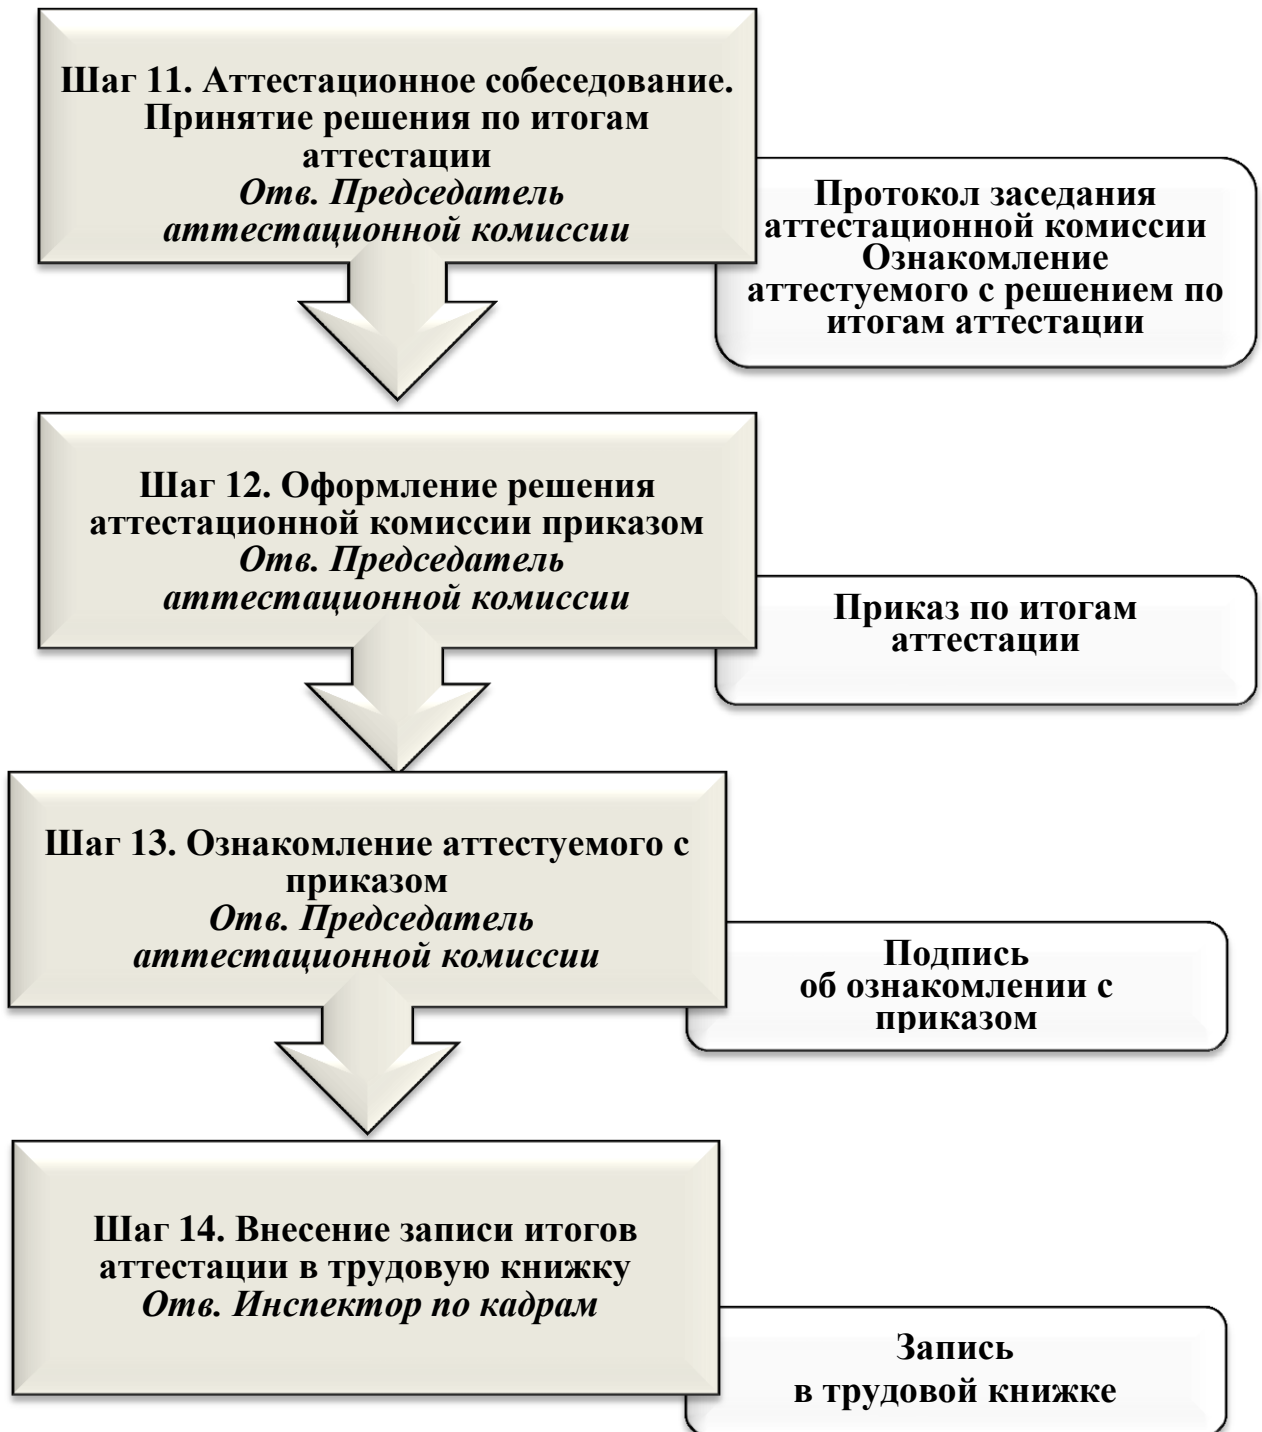 Шаг 11. Аттестационное собеседование.
Принятие решения по итогам
аттестации
Отв. Председатель
аттестационной комиссии
Протокол заседания
аттестационной комиссии
Ознакомление
аттестуемого с решением по
итогам аттестации
Шаг 12. Оформление решения
аттестационной комиссии приказом
Отв. Председатель
аттестационной комиссии
Приказ по итогам
аттестации
Шаг 13. Ознакомление аттестуемого с
приказом
Отв. Председатель
аттестационной комиссии
Подпись
об ознакомлении с
приказом
Шаг 14. Внесение записи итогов
аттестации в трудовую книжку
Отв. Инспектор по кадрам
Запись
в трудовой книжке